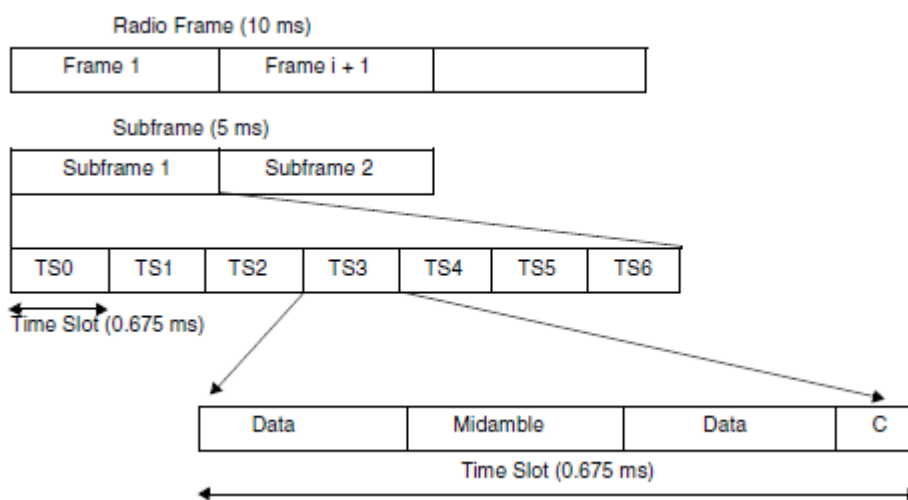 Radio Frame (10 ms)
Frame 1 Frame i + 1
Subframe (5 ms)
Subframe 1 Subframe 2
TS0 TS1 TS2 TS3 TS4 TS5 TS6
Time Slot (0.675 ms)
Data Midamble Data C
Time Slot (0.675 ms)